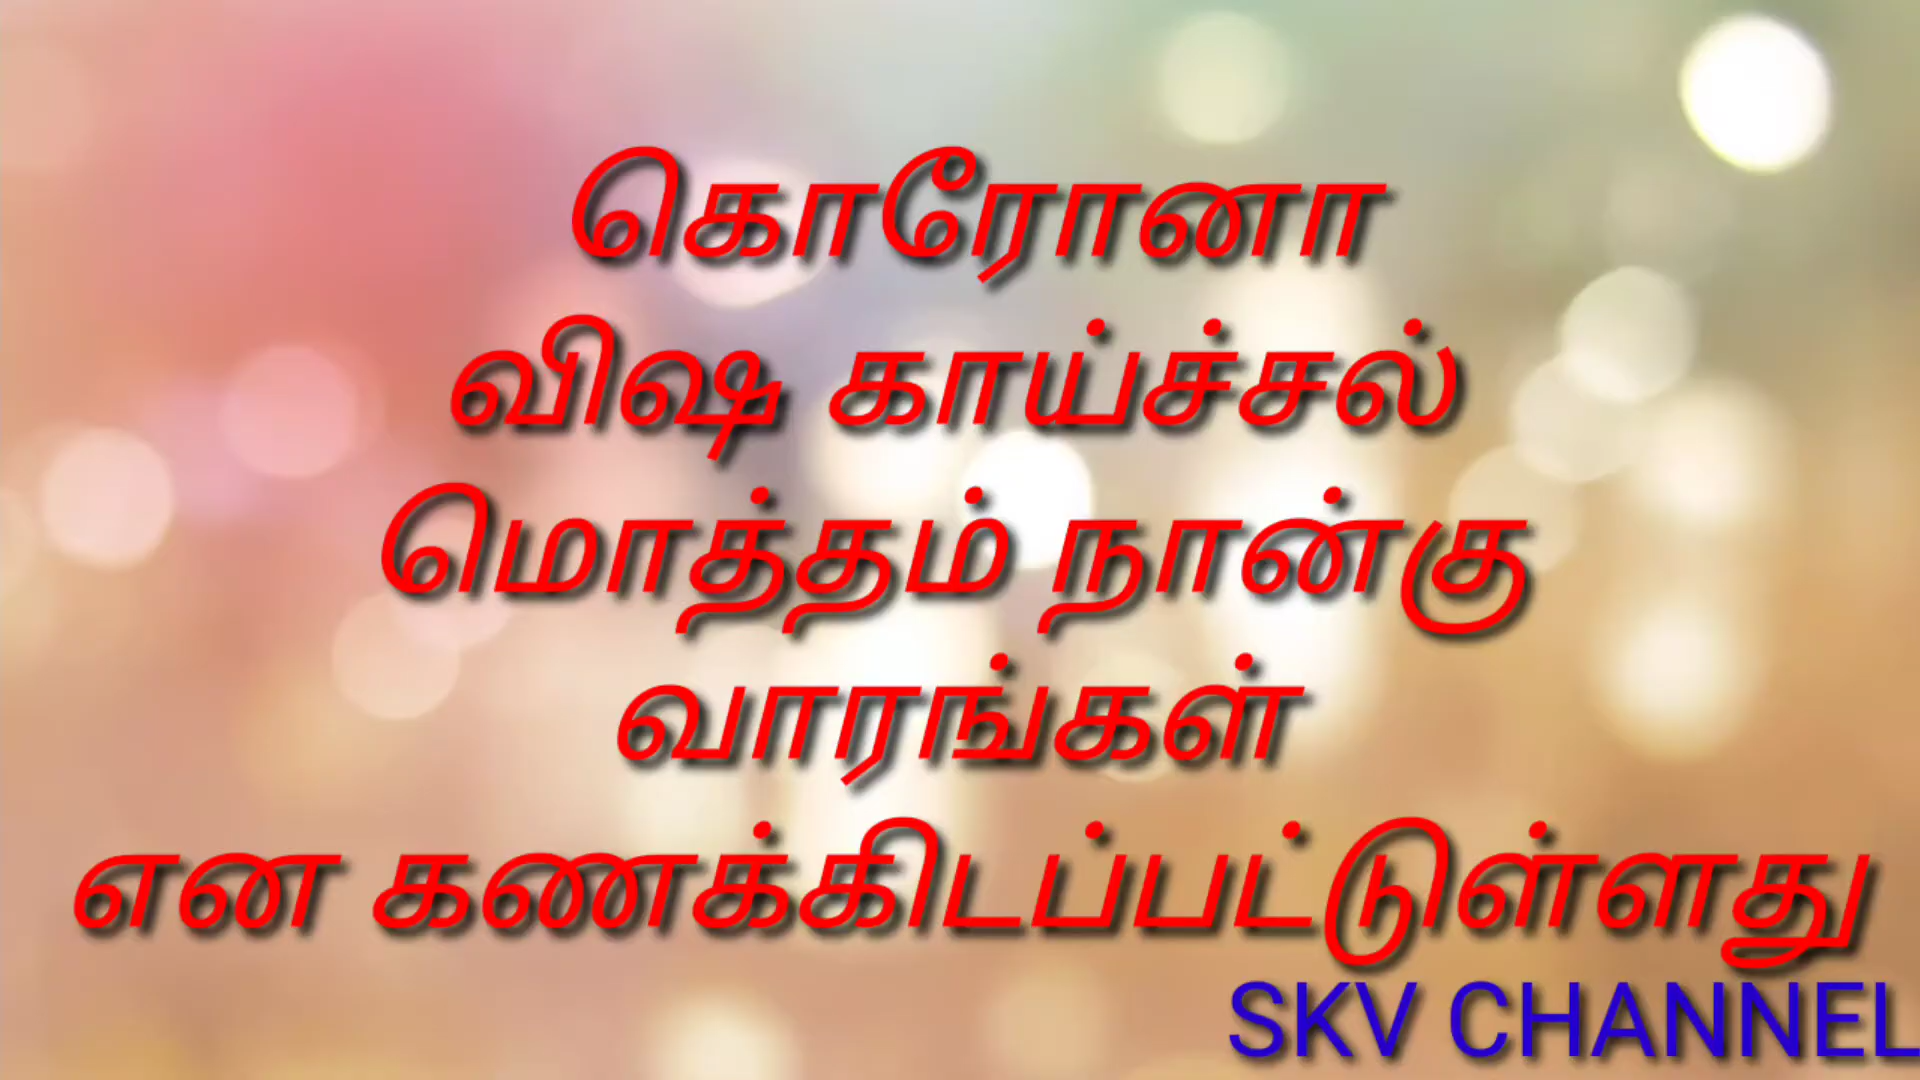 கொரோனா
விஷ காய்ச்சல்
மொத்தம் நான்கு
வாரங்கள்
என கணக்கிடப்பட்டுள்ளது
SKV CHANNEL